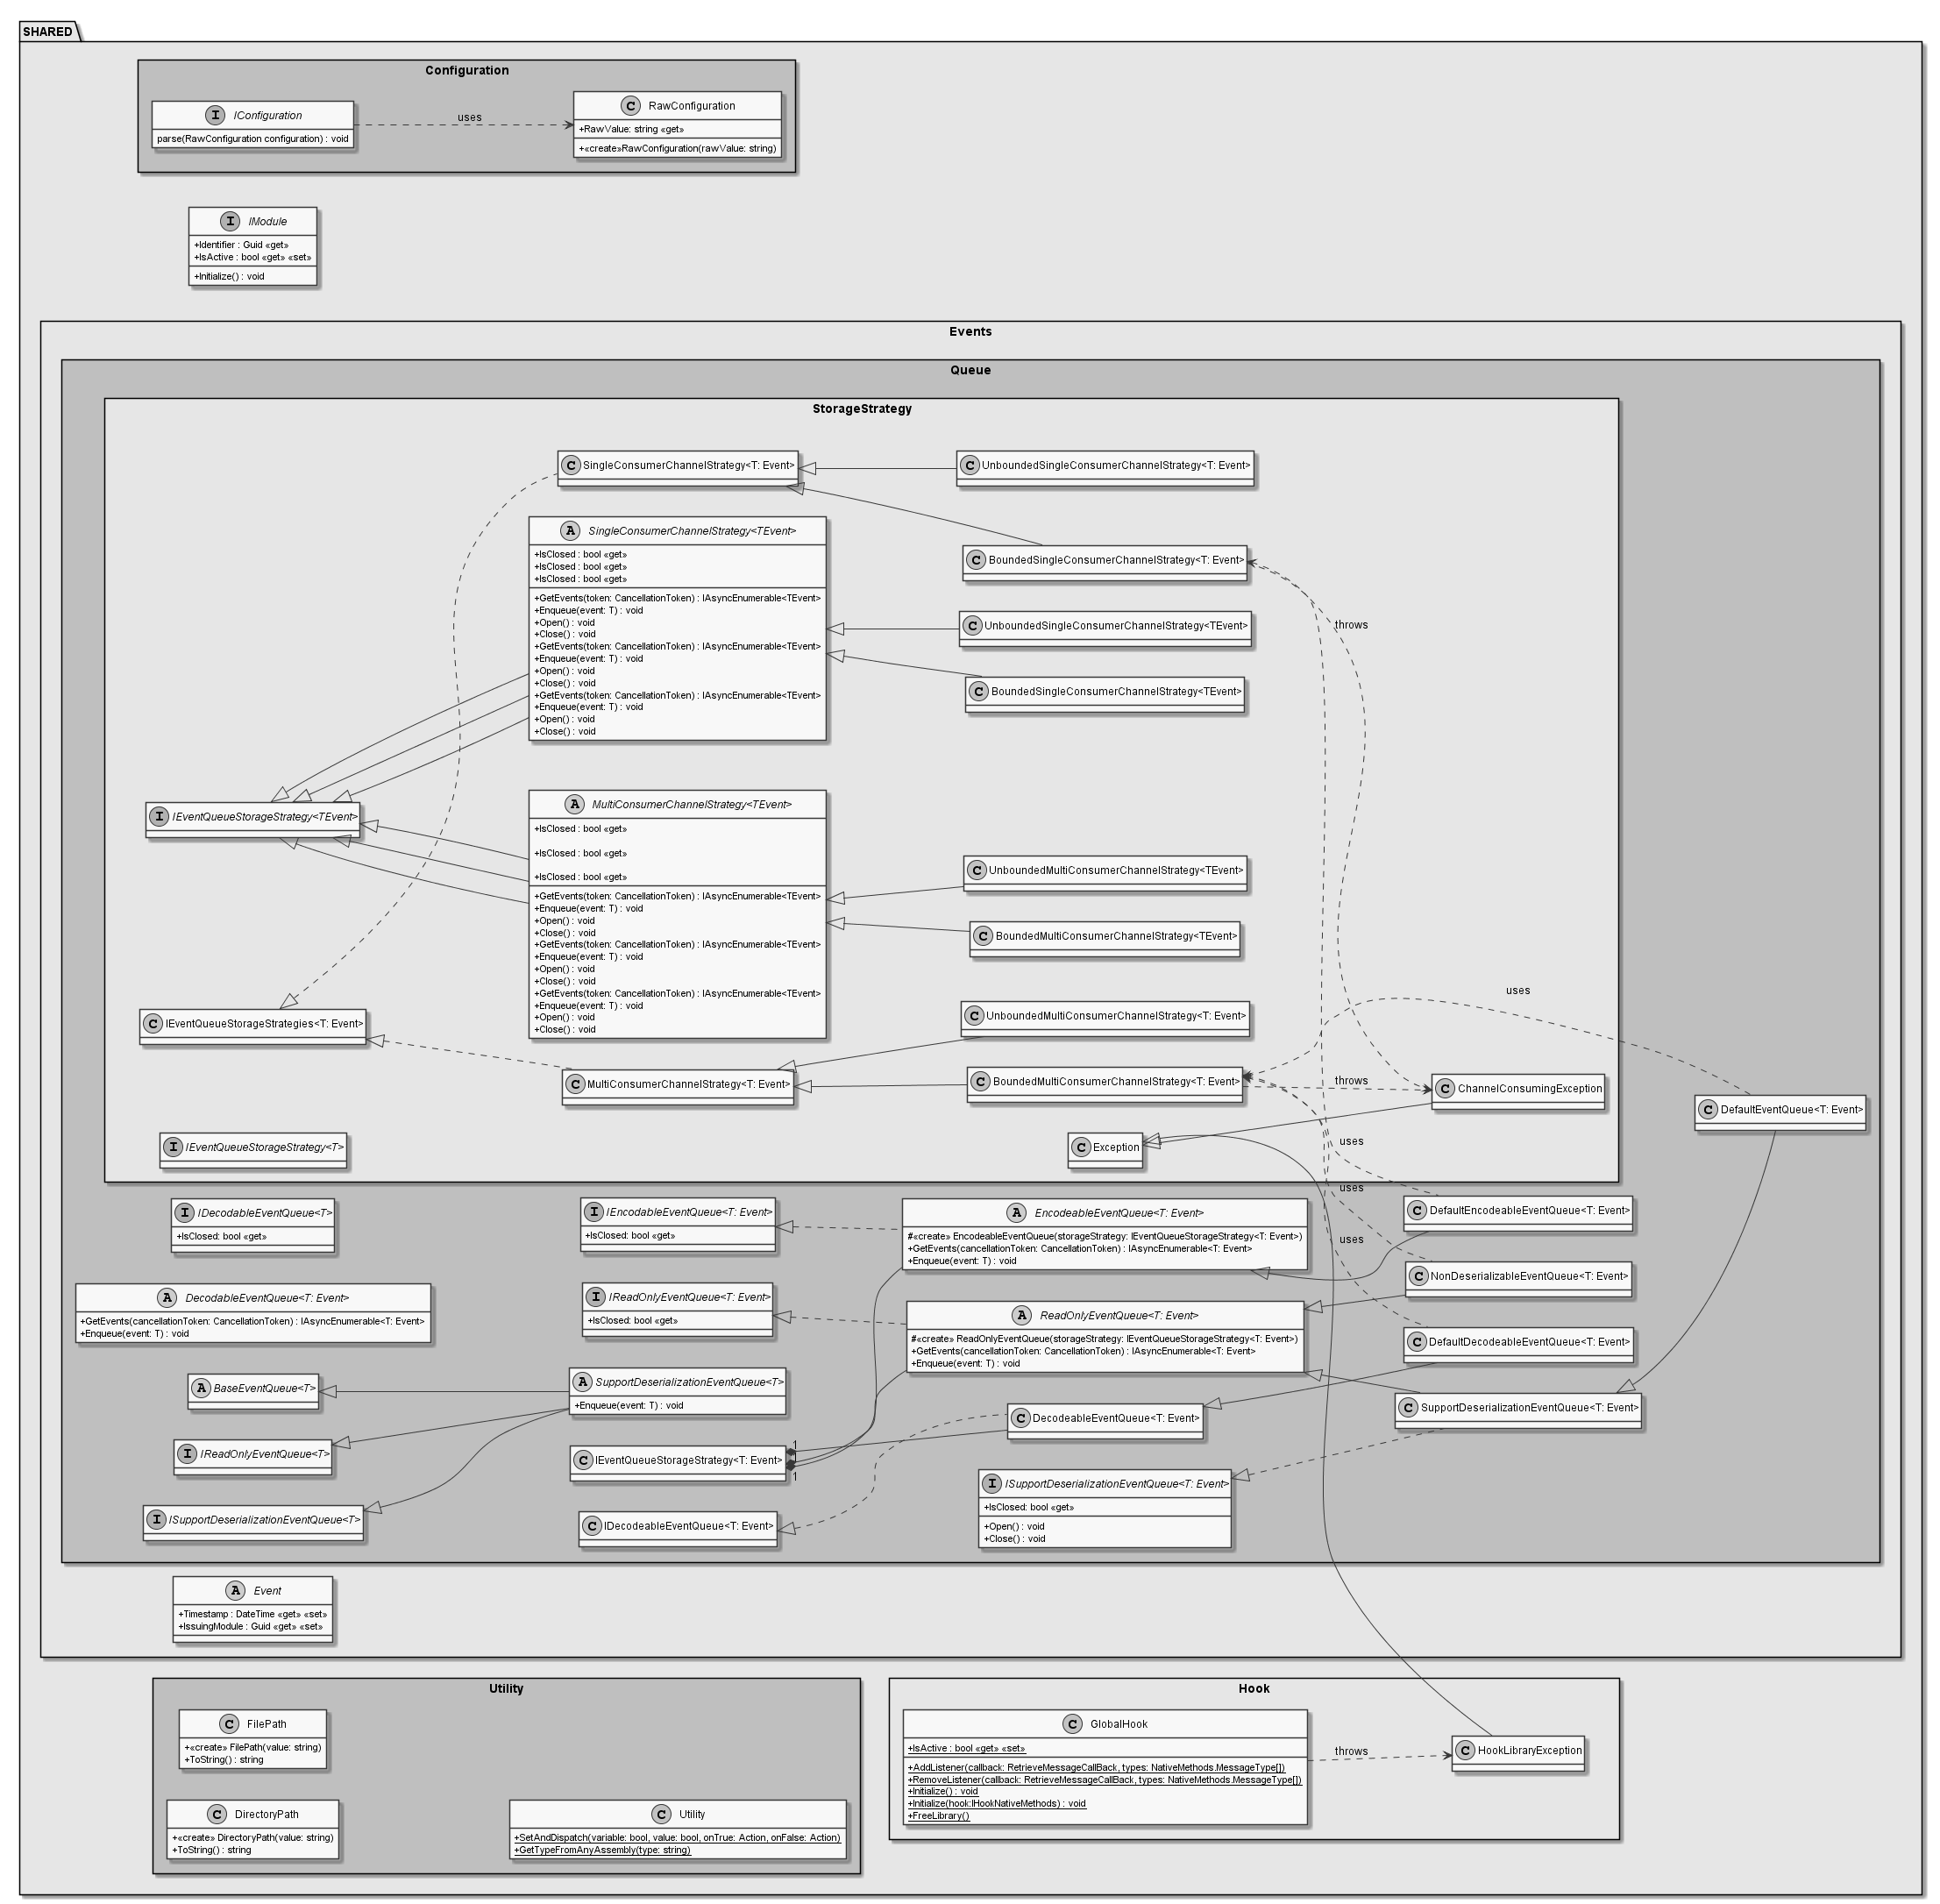 SHARED
Configuration
I IConfiguration
parse(RawConfiguration configuration) : void
uses
C RawConfiguration
+RawValue: string «get»
+«create»RawConfiguration(rawValue: string)
I IModule
+Identifier : Guid «get»
+IsActive : bool «get» «set»
+Initialize() : void
Events
Queue
StorageStrategy
C SingleConsumerChannelStrategy<T: Event>
C UnboundedSingleConsumerChannelStrategy<T: Event>
A SingleConsumerChannelStrategy<TEvent>
+IsClosed : bool «get»
+IsClosed : bool «get»
+IsClosed : bool «get»
+GetEvents(token: CancellationToken) : IAsyncEnumerable<TEvent>
+Enqueue(event: T) : void
+Open() : void
+Close() : void
+GetEvents(token: CancellationToken) : IAsyncEnumerable<TEvent>
+Enqueue(event: T) : void
+Open() : void
+Close() : void
+GetEvents(token: CancellationToken) : IAsyncEnumerable<TEvent>
+Enqueue(event: T) : void
+Open() : void
+Close() : void
C BoundedSingleConsumerChannelStrategy<T: Event>
C UnboundedSingleConsumerChannelStrategy<TEvent>
throws
C BoundedSingleConsumerChannelStrategy<TEvent>
I IEventQueueStorageStrategy<TEvent>
A MultiConsumerChannelStrategy<TEvent>
+IsClosed : bool «get»
+IsClosed : bool «get»
+IsClosed : bool «get»
+GetEvents(token: CancellationToken) : IAsyncEnumerable<TEvent>
+Enqueue(event: T) : void
+Open() : void
+Close() : void
+GetEvents(token: CancellationToken) : IAsyncEnumerable<TEvent>
+Enqueue(event: T) : void
+Open() : void
+Close() : void
+GetEvents(token: CancellationToken) : IAsyncEnumerable<TEvent>
+Enqueue(event: T) : void
+Open() : void
+Close() : void
C UnboundedMultiConsumerChannelStrategy<TEvent>
C BoundedMultiConsumerChannelStrategy<TEvent>
uses
C IEventQueueStorageStrategies<T: Event>
C UnboundedMultiConsumerChannelStrategy<T: Event>
C MultiConsumerChannelStrategy<T: Event>
C BoundedMultiConsumerChannelStrategy<T: Event>
throws
C ChannelConsumingException
C DefaultEventQueue<T: Event>
I IEventQueueStorageStrategy<T>
C Exception
uses
uses
uses
I IDecodableEventQueue<T>
+IsClosed: bool «get»
I IEncodableEventQueue<T: Event>
+IsClosed: bool «get»
A EncodeableEventQueue<T: Event>
#«create» EncodeableEventQueue(storageStrategy: IEventQueueStorageStrategy<T: Event>)
+GetEvents(cancellationToken: CancellationToken) : IAsyncEnumerable<T: Event>
+Enqueue(event: T) : void
C DefaultEncodeableEventQueue<T: Event>
C NonDeserializableEventQueue<T: Event>
A DecodableEventQueue<T: Event>
+GetEvents(cancellationToken: CancellationToken) : IAsyncEnumerable<T: Event>
+Enqueue(event: T) : void
I IReadOnlyEventQueue<T: Event>
+IsClosed: bool «get»
A ReadOnlyEventQueue<T: Event>
#«create» ReadOnlyEventQueue(storageStrategy: IEventQueueStorageStrategy<T: Event>)
+GetEvents(cancellationToken: CancellationToken) : IAsyncEnumerable<T: Event>
+Enqueue(event: T) : void
C DefaultDecodeableEventQueue<T: Event>
A BaseEventQueue<T>
A SupportDeserializationEventQueue<T>
+Enqueue(event: T) : void
C SupportDeserializationEventQueue<T: Event>
C DecodeableEventQueue<T: Event>
I IReadOnlyEventQueue<T>
C IEventQueueStorageStrategy<T: Event>
1
1
1
I ISupportDeserializationEventQueue<T>
C IDecodeableEventQueue<T: Event>
I ISupportDeserializationEventQueue<T: Event>
+IsClosed: bool «get»
+Open() : void
+Close() : void
A Event
+Timestamp : DateTime «get» «set»
+IssuingModule : Guid «get» «set»
Utility
C FilePath
+«create» FilePath(value: string)
+ToString() : string
C DirectoryPath
+«create» DirectoryPath(value: string)
+ToString() : string
C Utility
+SetAndDispatch(variable: bool, value: bool, onTrue: Action, onFalse: Action)
+GetTypeFromAnyAssembly(type: string)
Hook
C GlobalHook
+IsActive : bool «get» «set»
+AddListener(callback: RetrieveMessageCallBack, types: NativeMethods.MessageType[])
+RemoveListener(callback: RetrieveMessageCallBack, types: NativeMethods.MessageType[])
+Initialize() : void
+Initialize(hook:IHookNativeMethods) : void
+FreeLibrary()
throws
C HookLibraryException